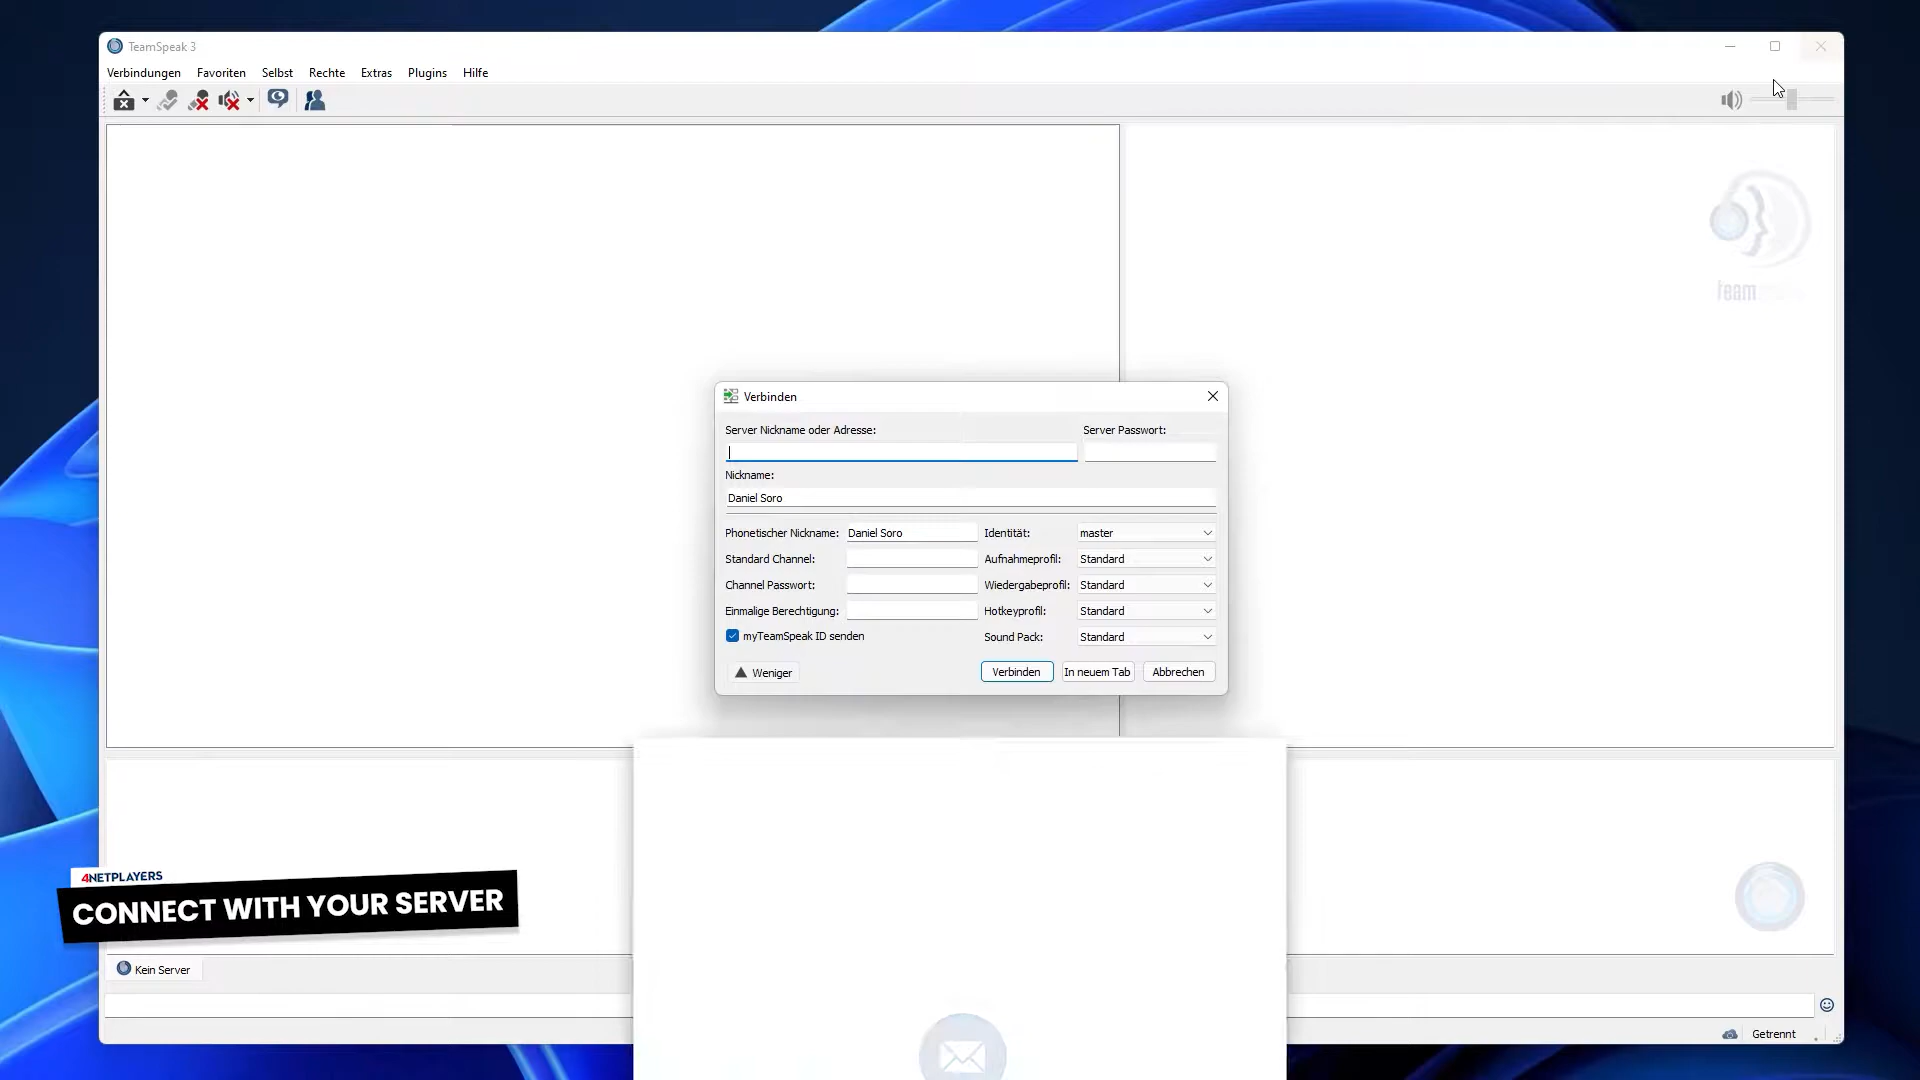 TeamSpeak 3
Verbindungen Favoriten Selbst Rechte Extras Plugins Hilfe
team
Verbinden
Server Nickname oder Adresse: Server Passwort:
Nickname:
Daniel Soro
Phonetischer Nickname: Daniel Soro Identität: master
Standard Channel: Aufnahmeprofil: Standard
Channel Passwort: Wiedergabeprofil: Standard
Einmalige Berechtigung: Hotkeyprofil: Standard
myTeamSpeak ID senden Sound Pack: Standard
Weniger Verbinden In neuem Tab Abbrechen
4NETPLAYERS
CONNECT WITH YOUR SERVER
Kein Server
Getrennt